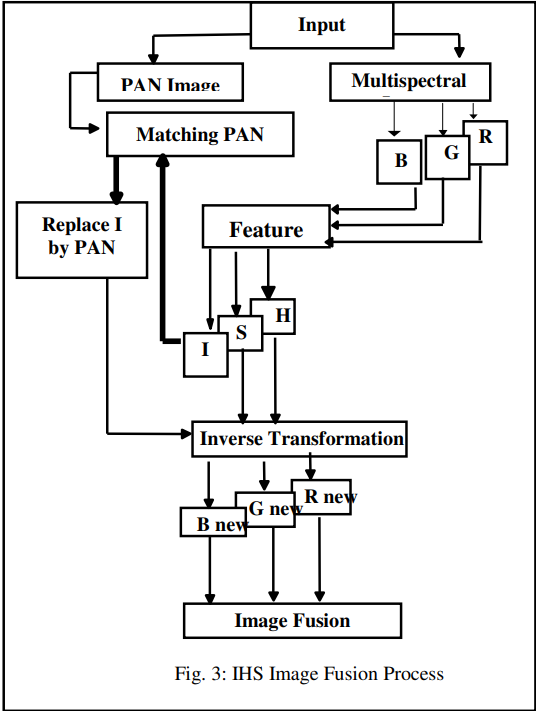 Input
PAN Image
Multispectral
Matching PAN
B
G
R
Replace I
by PAN
Feature
I
S
H
Inverse Transformation
B new
G new
R new
Image Fusion
Fig. 3: IHS Image Fusion Process